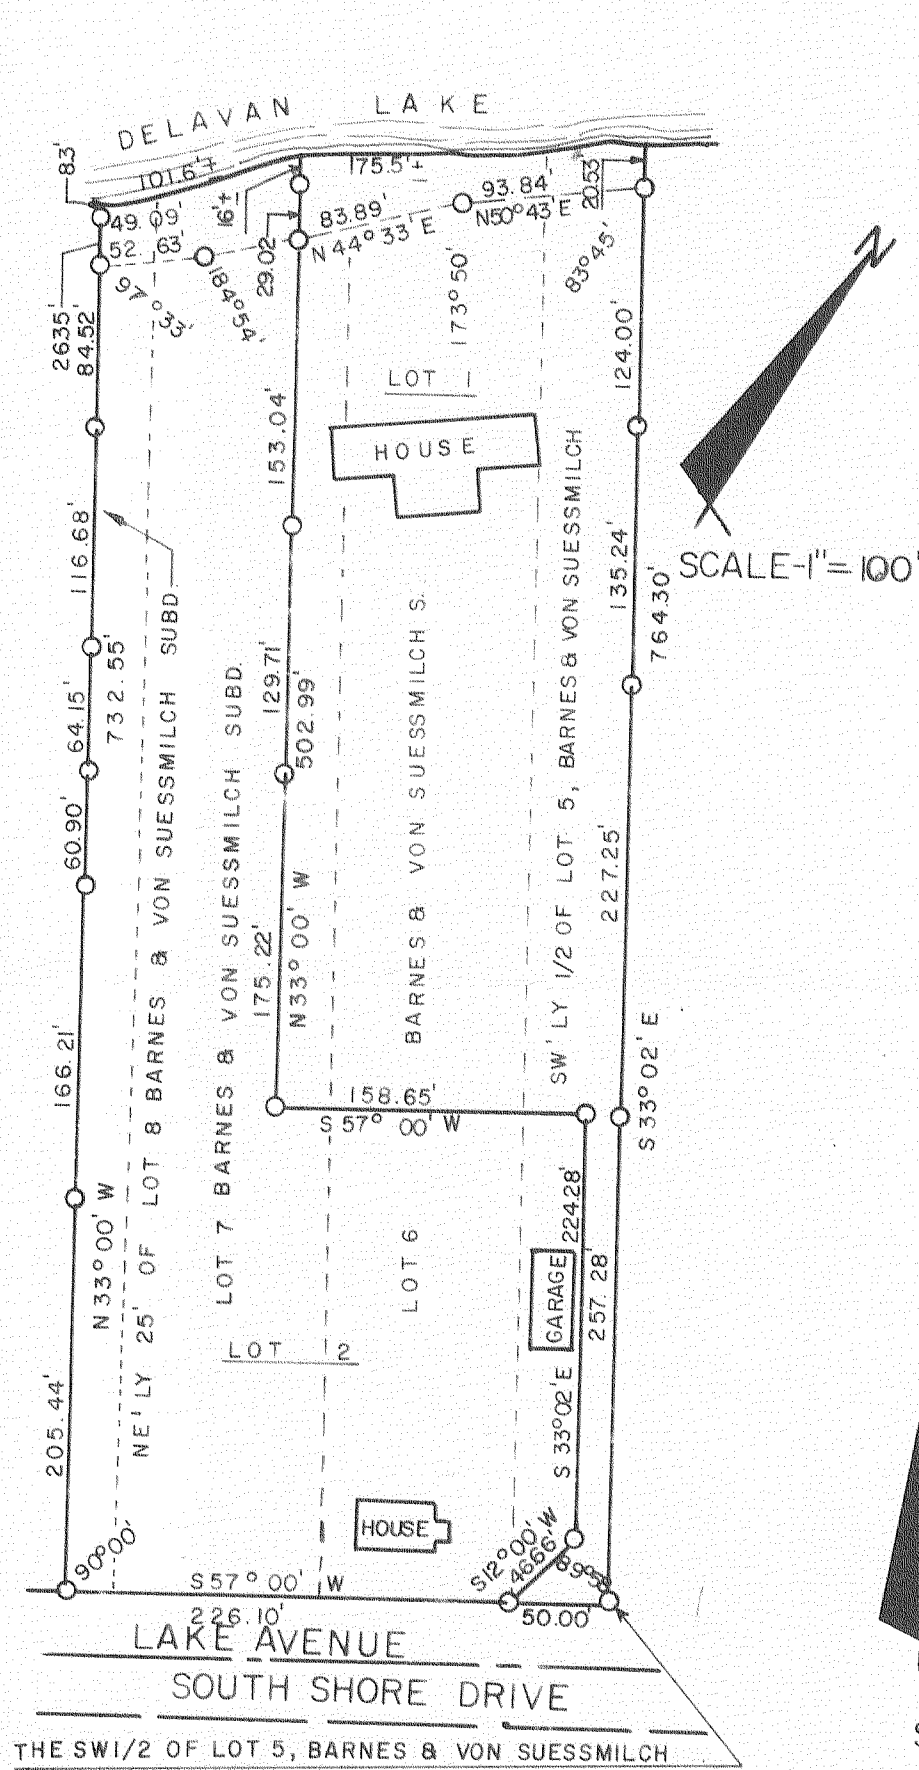 DELAVAN LAKE
83'
101.6'±
175.5'±
49.09'
16'±
83.89'
93.84'
20.53
52.63'
29.02
N 44° 33' E
N50° 43' E
97° 33'
184° 54'
173° 50'
83° 45'
2635'
84.52'
124.00'
LOT 1
153.04'
HOUSE
116.68'
135.24'
SCALE-1"=100'
764.30'
64.15'
732.55'
129.71'
502.99'
60.90'
227.25'
175.22'
N33° 00' W
NE'LY 25' OF LOT 8 BARNES & VON SUESSMILCH SUBD
LOT 7 BARNES & VON SUESSMILCH SUBD.
LOT 6 BARNES & VON SUESSMILCH S.
SW'LY 1/2 OF LOT 5, BARNES & VON SUESSMILCH
166.21'
158.65'
S 57° 00' W
S 33° 02' E
N 33° 00' W
224.28'
GARAGE
257.28'
LOT 2
205.44'
S 33°02' E
HOUSE
90°00'
S12°00' W
46.66'
S 57° 00' W
226.10'
50.00'
LAKE AVENUE
SOUTH SHORE DRIVE
THE SW1/2 OF LOT 5, BARNES & VON SUESSMILCH